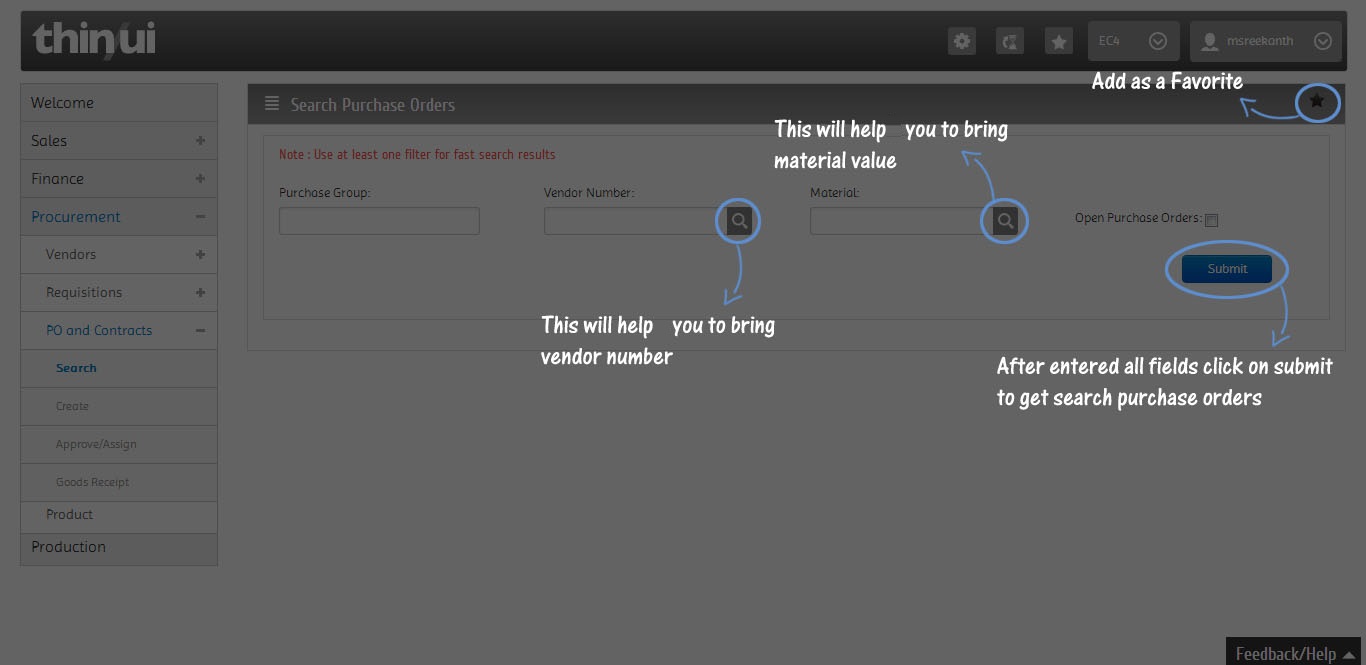 thin/ui
EC4
msreekanth
Add as a Favorite
Welcome
Sales
Finance
Procurement
Vendors
Requisitions
PO and Contracts
Search
Create
Approve/Assign
Goods Receipt
Product
Production
Search Purchase Orders
This will help you to bring
material value
Note : Use at least one filter for fast search results
Purchase Group:
Vendor Number:
Material:
Open Purchase Orders:
Submit
This will help you to bring
vendor number
After entered all fields click on submit
to get search purchase orders
Feedback/Help